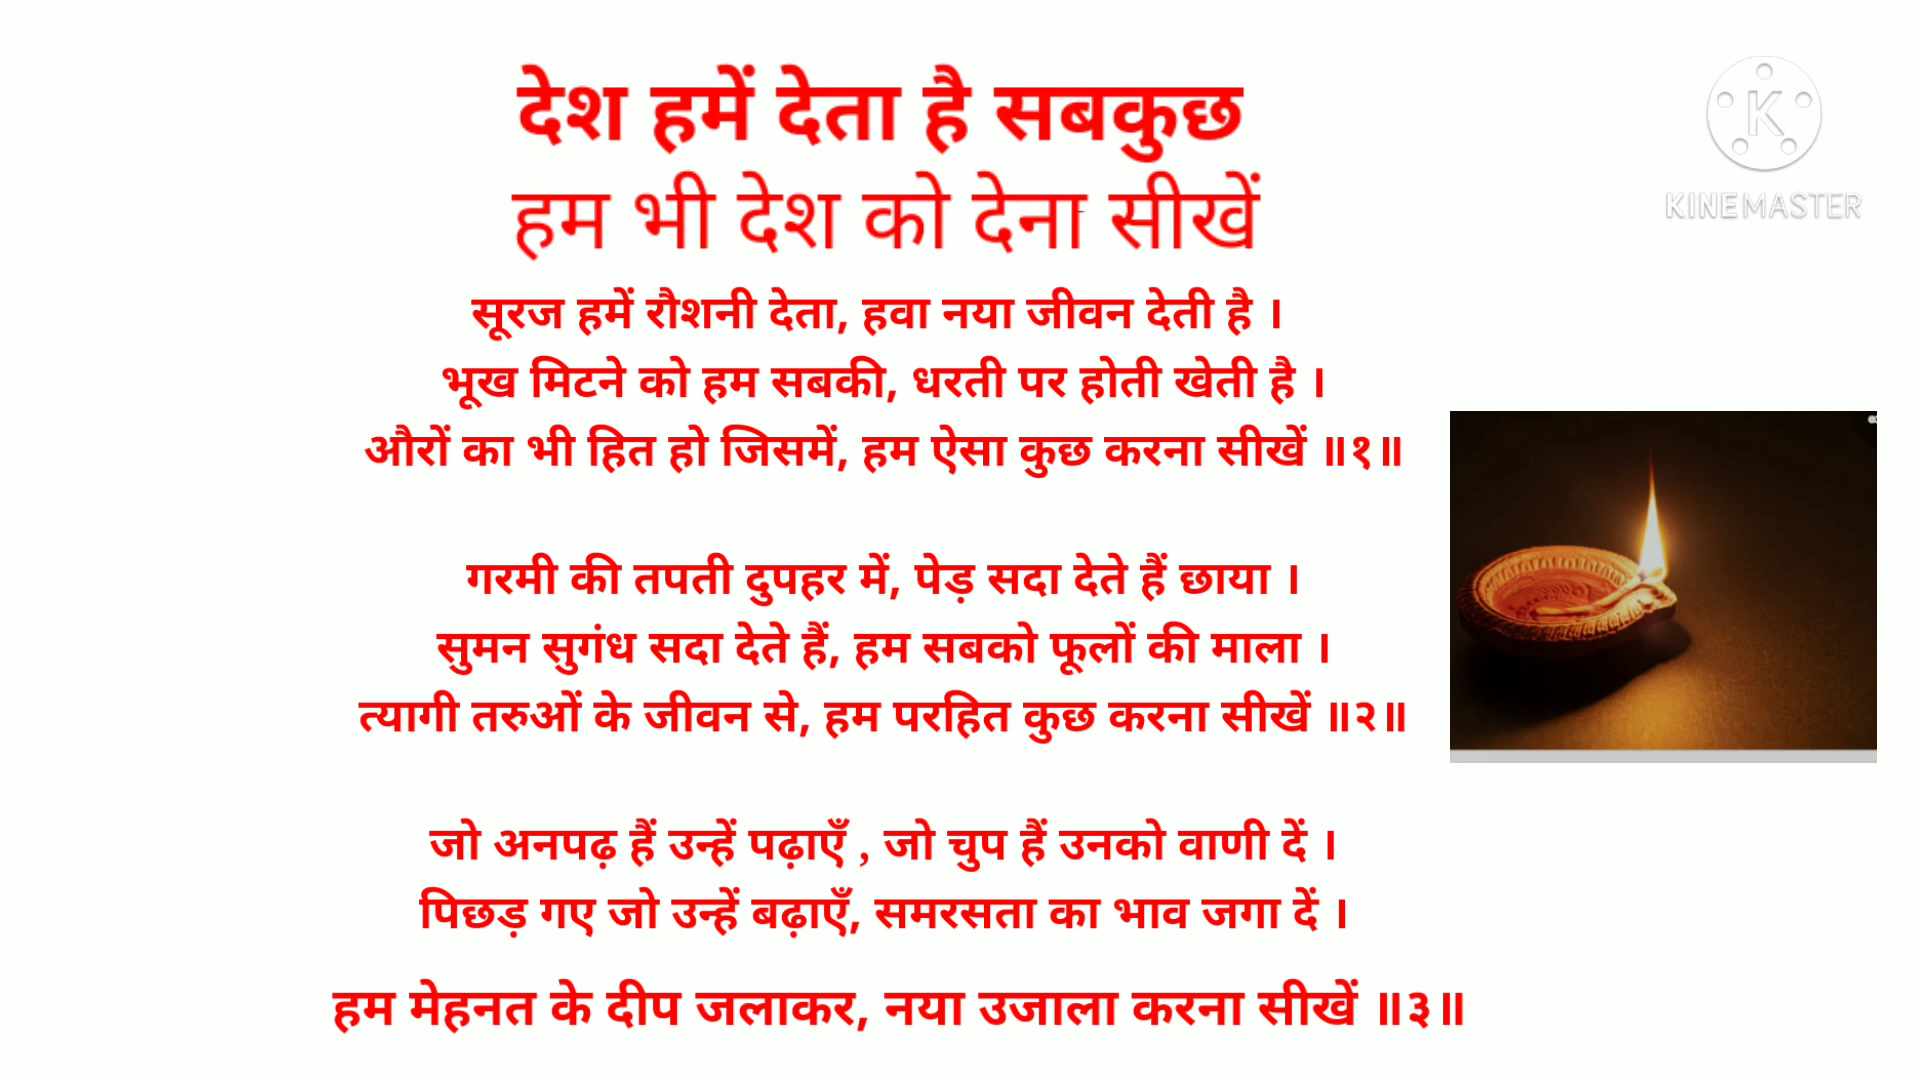 देश हमें देता है सबकुछ
हम भी देश को देना सीखें
सूरज हमें रौशनी देता, हवा नया जीवन देती है ।
भूख मिटने को हम सबकी, धरती पर होती खेती है ।
औरों का भी हित हो जिसमें, हम ऐसा कुछ करना सीखें ॥१॥
गरमी की तपती दुपहर में, पेड़ सदा देते हैं छाया ।
सुमन सुगंध सदा देते हैं, हम सबको फूलों की माला ।
त्यागी तरुओं के जीवन से, हम परहित कुछ करना सीखें ॥२॥
जो अनपढ़ हैं उन्हें पढ़ाएँ , जो चुप हैं उनको वाणी दें ।
पिछड़ गए जो उन्हें बढ़ाएँ, समरसता का भाव जगा दें ।
हम मेहनत के दीप जलाकर, नया उजाला करना सीखें ॥३॥
K
KINEMASTER